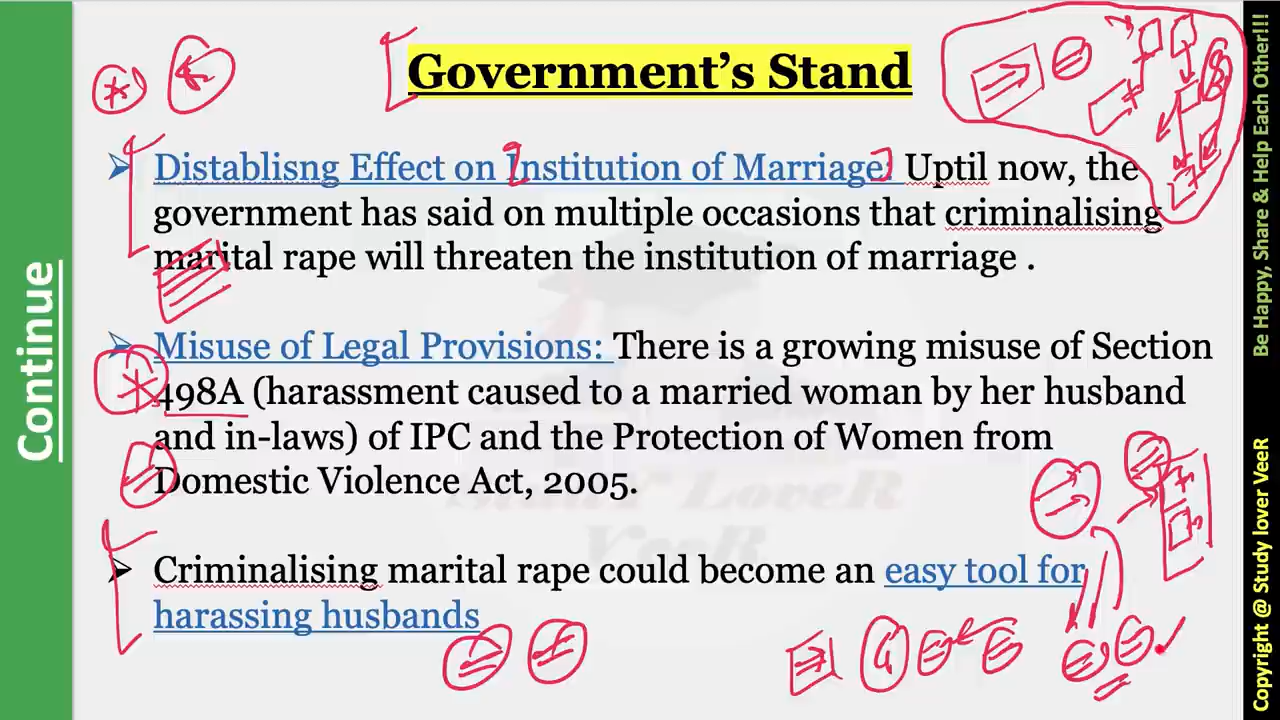 Government's Stand
Distablisng Effect on Institution of Marriage: Uptil now, the
government has said on multiple occasions that criminalising
marital rape will threaten the institution of marriage .
Misuse of Legal Provisions: There is a growing misuse of Section
498A (harassment caused to a married woman by her husband
and in-laws) of IPC and the Protection of Women from
Domestic Violence Act, 2005.
Criminalising marital rape could become an easy tool for
harassing husbands
Continue
Be Happy, Share & Help Each Other!!!
Copyright @ Study lover VeeR
LoveR
VeeR